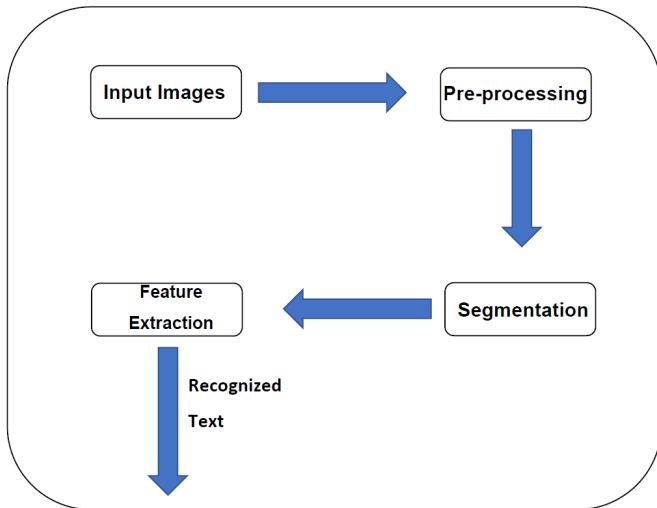 Input Images
Pre-processing
Segmentation
Feature
Extraction
Recognized
Text